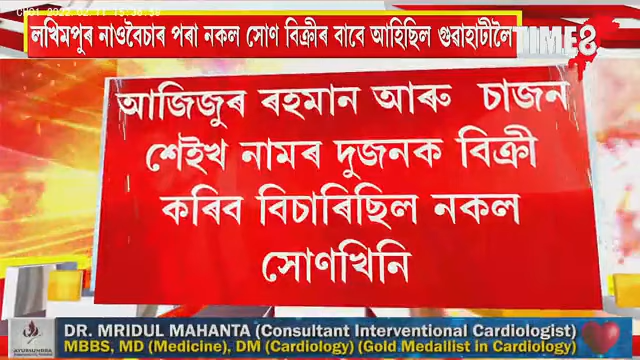 লখিমপুৰ নাওবৈচাৰ পৰা নকল সোণ বিক্ৰীৰ বাবে আহিছিল গুৱাহাটীলৈ
TIME8
আজিজুৰ ৰহমান আৰু চাজন
শেইখ নামৰ দুজনক বিক্ৰী
কৰিব বিচাৰিছিল নকল
সোণখিনি
DR. MRIDUL MAHANTA (Consultant Interventional Cardiologist)
MBBS, MD (Medicine), DM (Cardiology) (Gold Medallist in Cardiology)